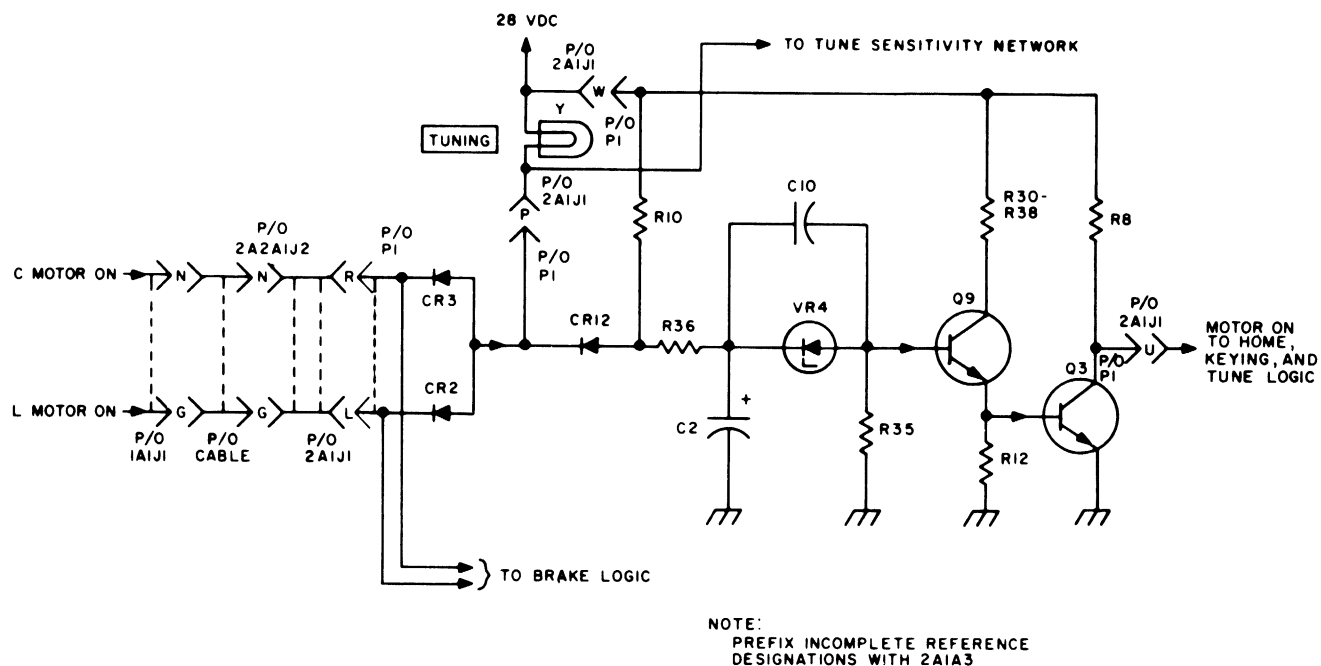 28 VDC
P/O
2A1J1
TO TUNE SENSITIVITY NETWORK
W
Y
P/O
P1
TUNING
P/O
2A1J1
P
P/O
P1
R10
C10
R30-
R38
R8
P/O
2A2A1J2
P/O
P1
C MOTOR ON
N
N
R
CR3
CR12
R36
VR4
Q9
P/O
2A1J1
U
MOTOR ON
TO HOME,
KEYING, AND
TUNE LOGIC
P/O
P1
Q3
CR2
L MOTOR ON
G
G
L
P/O
1A1J1
P/O
CABLE
P/O
2A1J1
+
C2
R35
R12
TO BRAKE LOGIC
NOTE:
PREFIX INCOMPLETE REFERENCE
DESIGNATIONS WITH 2A1A3